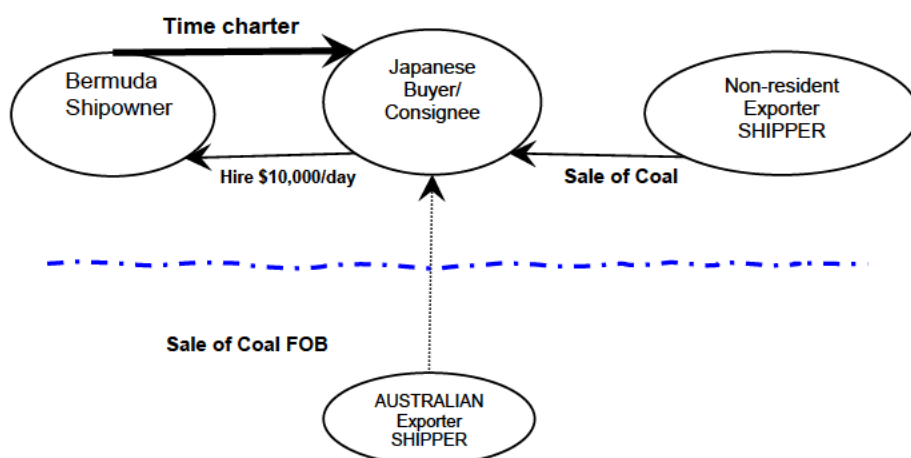 Time charter
Bermuda
Shipowner
Japanese
Buyer/
Consignee
Non-resident
Exporter
SHIPPER
Hire $10,000/day
Sale of Coal
Sale of Coal FOB
AUSTRALIAN
Exporter
SHIPPER